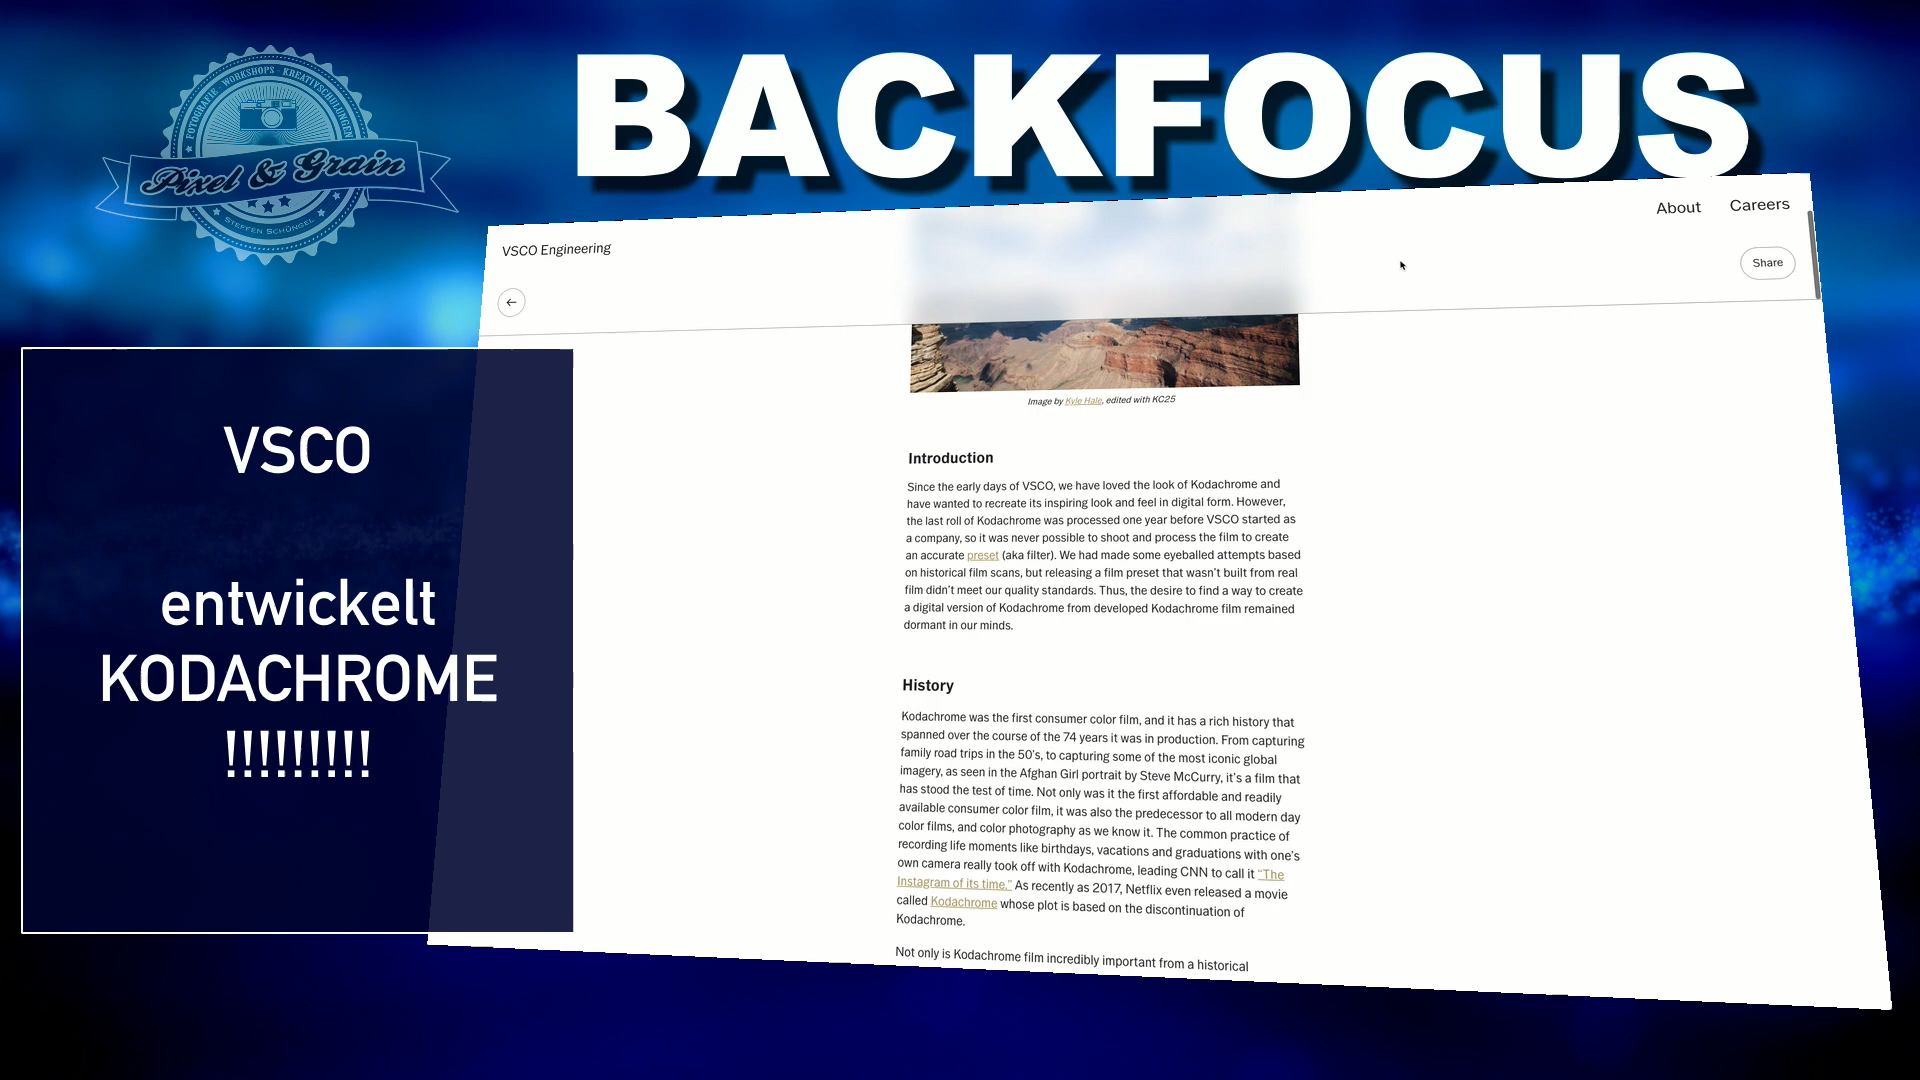 BACKFOCUS
FOTOGRAFIE · WORKSHOPS · KREATIVSCHULUNGEN
Pixel & Grain
STEFFEN SCHÜNGEL
About
Careers
VSCO Engineering
Share
VSCO
entwickelt
KODACHROME
!!!!!!!!!
Image by Kyle Hale, edited with KC25
Introduction
Since the early days of VSCO, we have loved the look of Kodachrome and
have wanted to recreate its inspiring look and feel in digital form. However,
the last roll of Kodachrome was processed one year before VSCO started as
a company, so it was never possible to shoot and process the film to create
an accurate preset (aka filter). We had made some eyeballed attempts based
on historical film scans, but releasing a film preset that wasn't built from real
film didn't meet our quality standards. Thus, the desire to find a way to create
a digital version of Kodachrome from developed Kodachrome film remained
dormant in our minds.
History
Kodachrome was the first consumer color film, and it has a rich history that
spanned over the course of the 74 years it was in production. From capturing
family road trips in the 50's, to capturing some of the most iconic global
imagery, as seen in the Afghan Girl portrait by Steve McCurry, it's a film that
has stood the test of time. Not only was it the first affordable and readily
available consumer color film, it was also the predecessor to all modern day
color films, and color photography as we know it. The common practice of
recording life moments like birthdays, vacations and graduations with one's
own camera really took off with Kodachrome, leading CNN to call it "The
Instagram of its time." As recently as 2017, Netflix even released a movie
called Kodachrome whose plot is based on the discontinuation of
Kodachrome.
Not only is Kodachrome film incredibly important from a historical